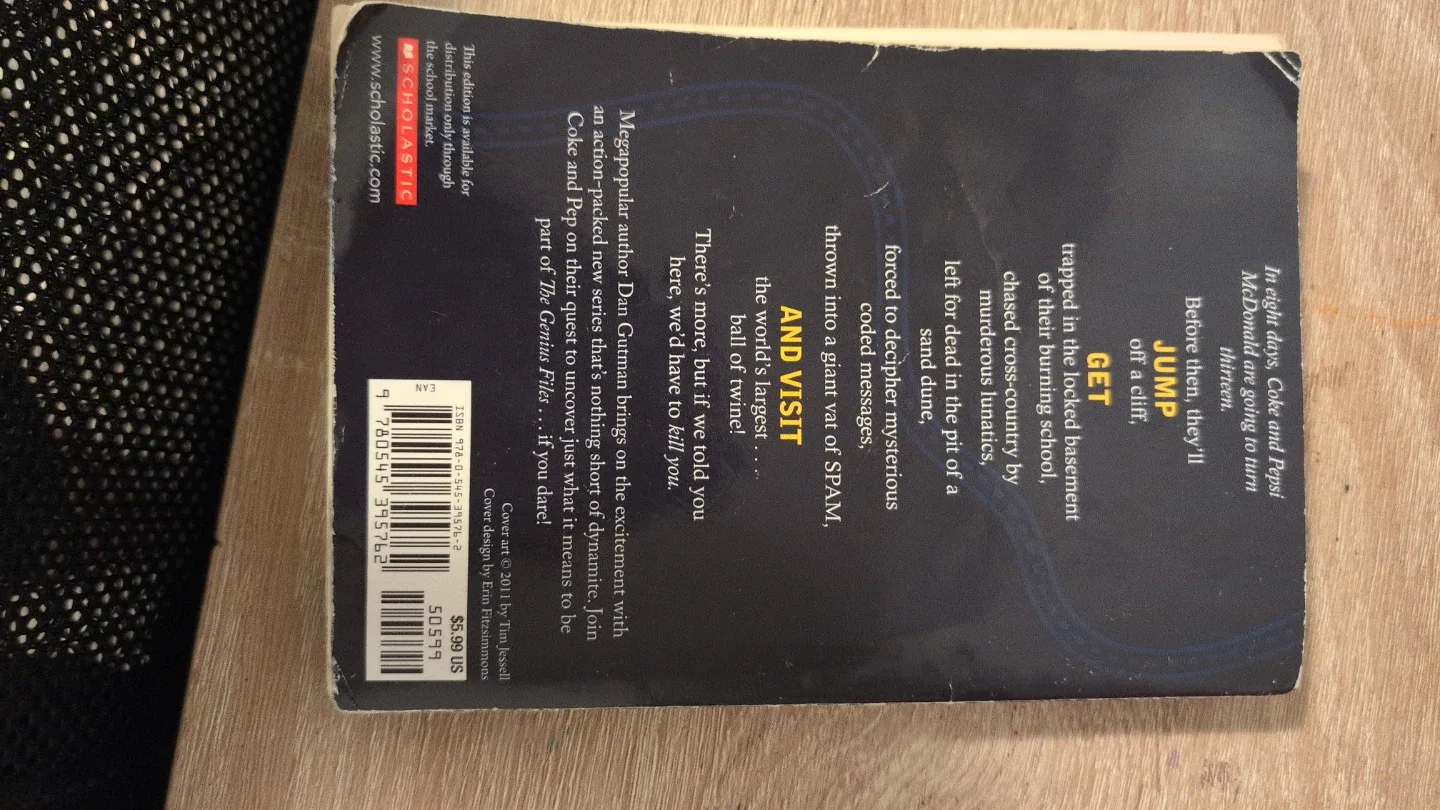 In eight days, Coke and Pepsi
McDonald are going to turn
thirteen.
Before then, they'll
JUMP
off a cliff,
GET
trapped in the locked basement
of their burning school,
chased cross-country by
murderous lunatics,
left for dead in the pit of a
sand dune,
forced to decipher mysterious
coded messages,
thrown into a giant vat of SPAM,
AND VISIT
the world's largest . . .
ball of twine!
There's more, but if we told you
here, we'd have to kill you.
Megapopular author Dan Gutman brings on the excitement with
an action-packed new series that's nothing short of dynamite. Join
Coke and Pep on their quest to uncover just what it means to be
part of The Genius Files . . . if you dare!
This edition is available for
distribution only through
the school market.
SCHOLASTIC
www.scholastic.com
Cover art © 2011 by Tim Jessell
Cover design by Erin Fitzsimmons
$5.99 US
50599
ISBN 978-0-545-39576-2
EAN
9 780545 395762